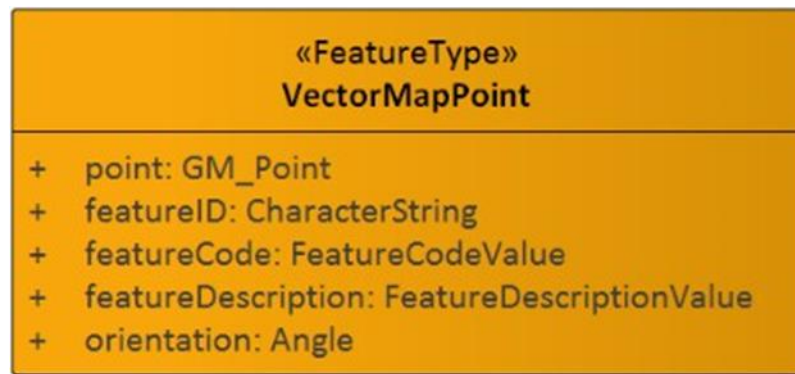 «FeatureType»
VectorMapPoint
+ point: GM_Point
+ featureID: CharacterString
+ featureCode: FeatureCodeValue
+ featureDescription: FeatureDescriptionValue
+ orientation: Angle